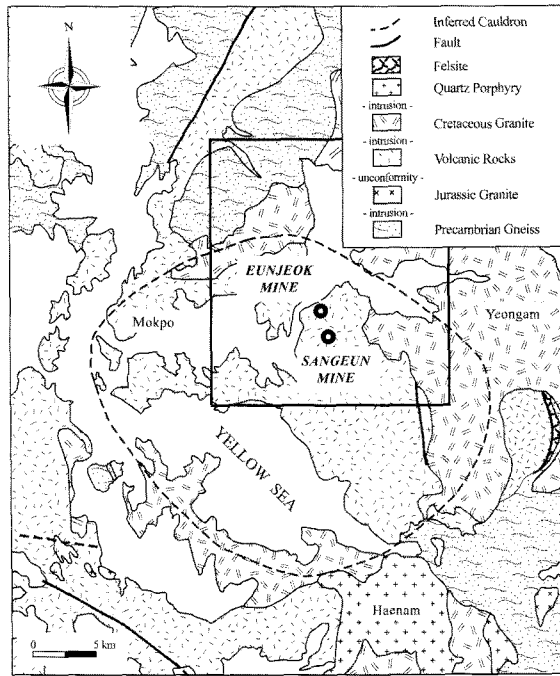 N
Inferred Cauldron
Fault
Felsite
Quartz Porphyry
- intrusion -
Cretaceous Granite
- intrusion -
Volcanic Rocks
- unconformity -
Jurassic Granite
- intrusion -
Precambrian Gneiss
EUNJEOK
MINE
Mokpo
Yeongam
SANGEUN
MINE
YELLOW SEA
Haenam
0 5 km